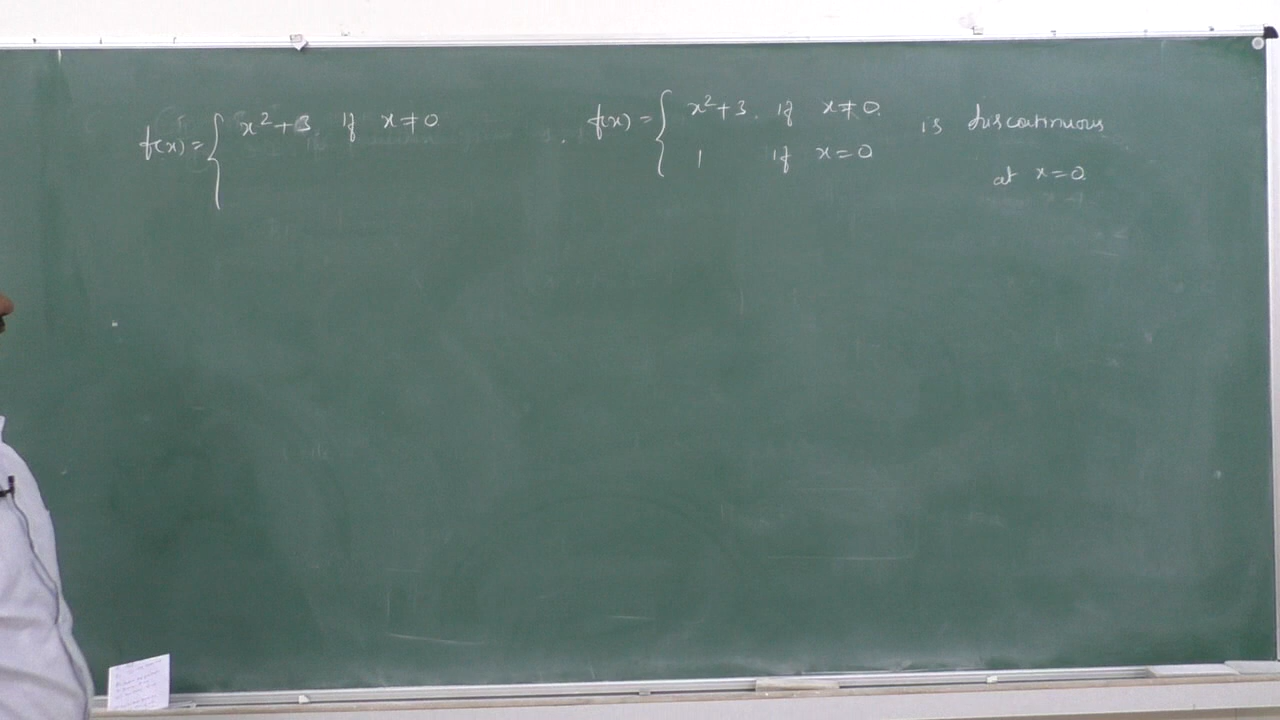 f(x) = { x² + 3, if x ≠ 0
f(x) = { x² + 3, if x ≠ 0.
1 if x = 0
is discontinuous
at x = 0.